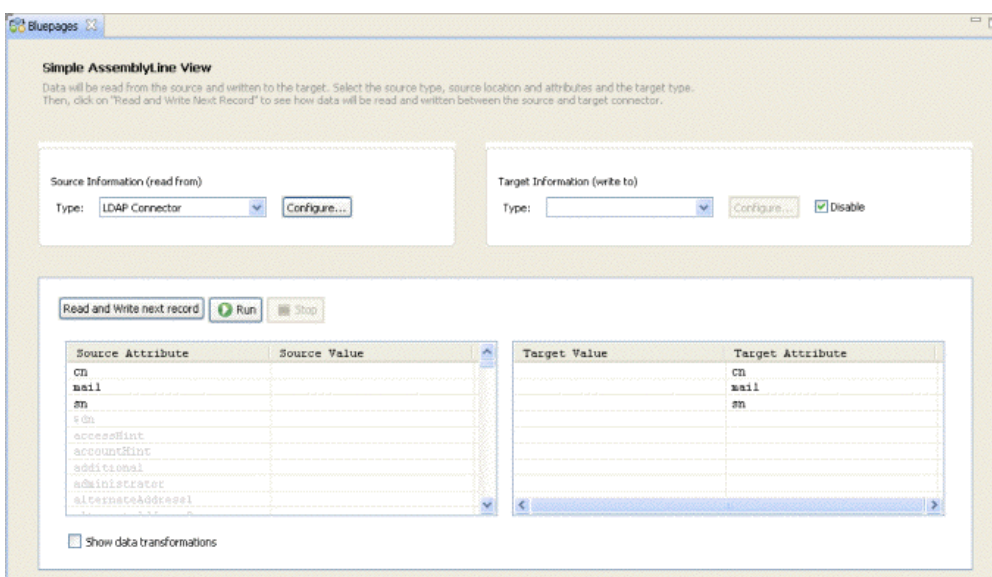 Bluepages
Simple AssemblyLine View
Data will be read from the source and written to the target. Select the source type, source location and attributes and the target type.
Then, click on "Read and Write Next Record" to see how data will be read and written between the source and target connector.
Source Information (read from)
Type: LDAP Connector Configure...
Target Information (write to)
Type: Configure... Disable
Read and Write next record Run Stop
Source Attribute Source Value Target Value Target Attribute
cn cn
mail mail
sn sn
$dn
accessHint
accountHint
additional
administrator
alternateAddress1
Show data transformations